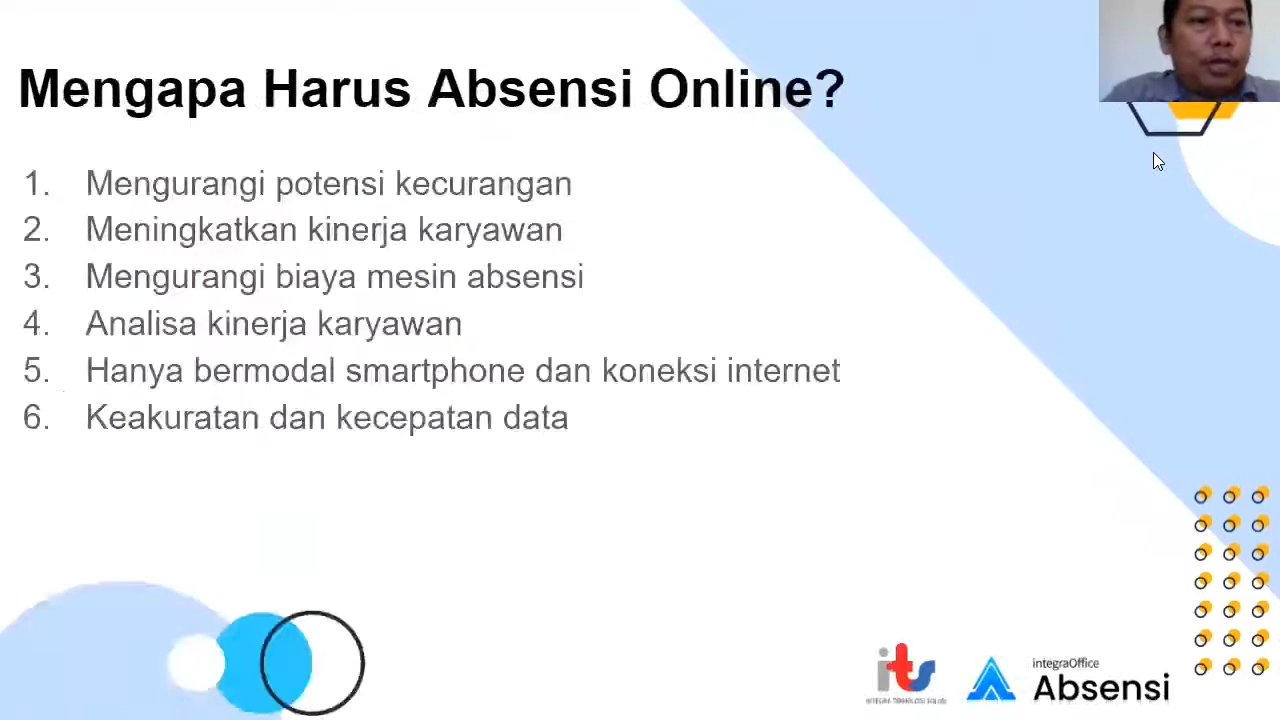 Mengapa Harus Absensi Online?
1. Mengurangi potensi kecurangan
2. Meningkatkan kinerja karyawan
3. Mengurangi biaya mesin absensi
4. Analisa kinerja karyawan
5. Hanya bermodal smartphone dan koneksi internet
6. Keakuratan dan kecepatan data
its
integraOffice
Absensi